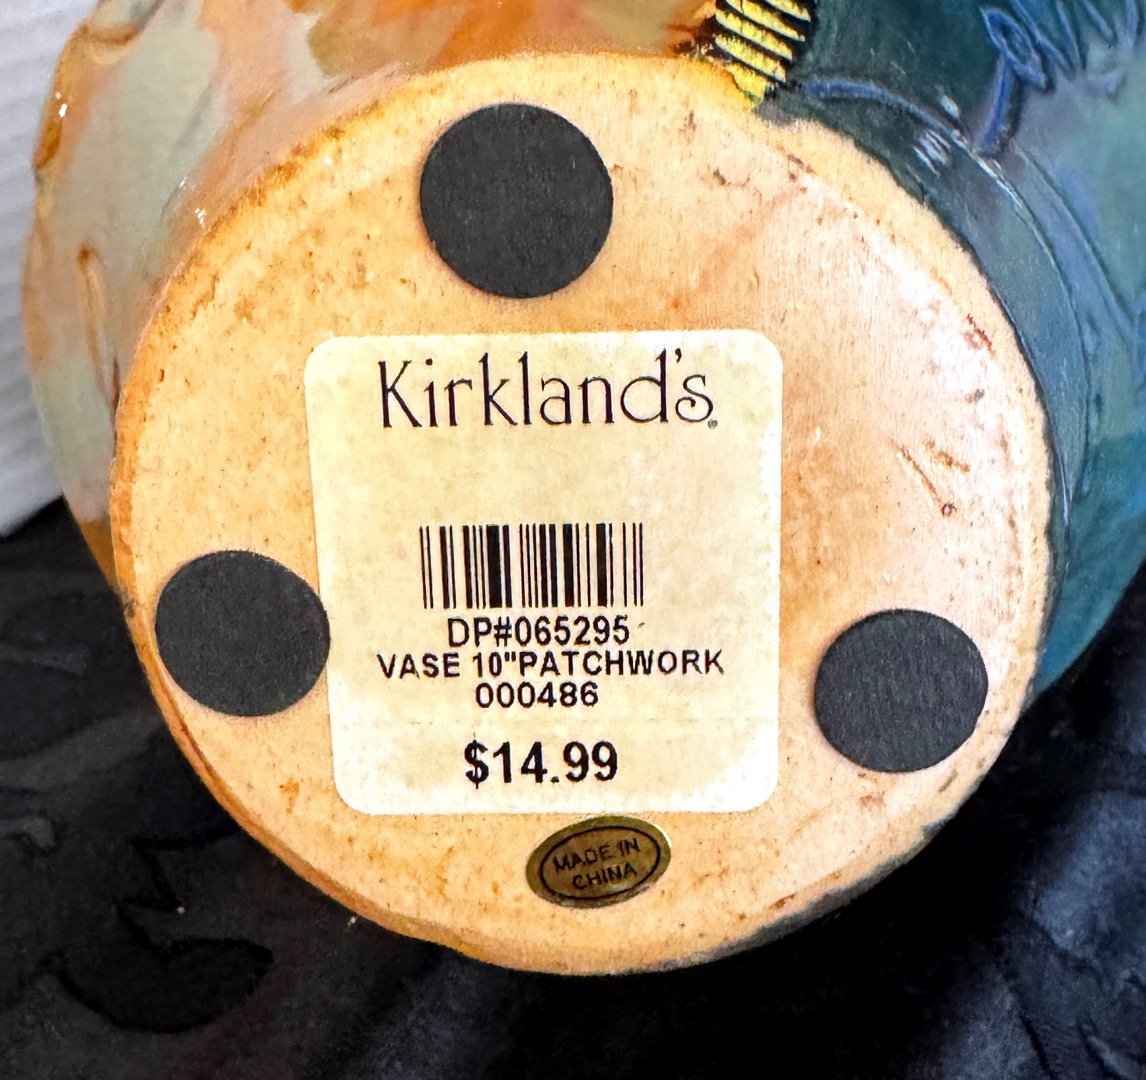 Kirkland's
DP#065295
VASE 10"PATCHWORK
000486
$14.99
MADE IN
CHINA